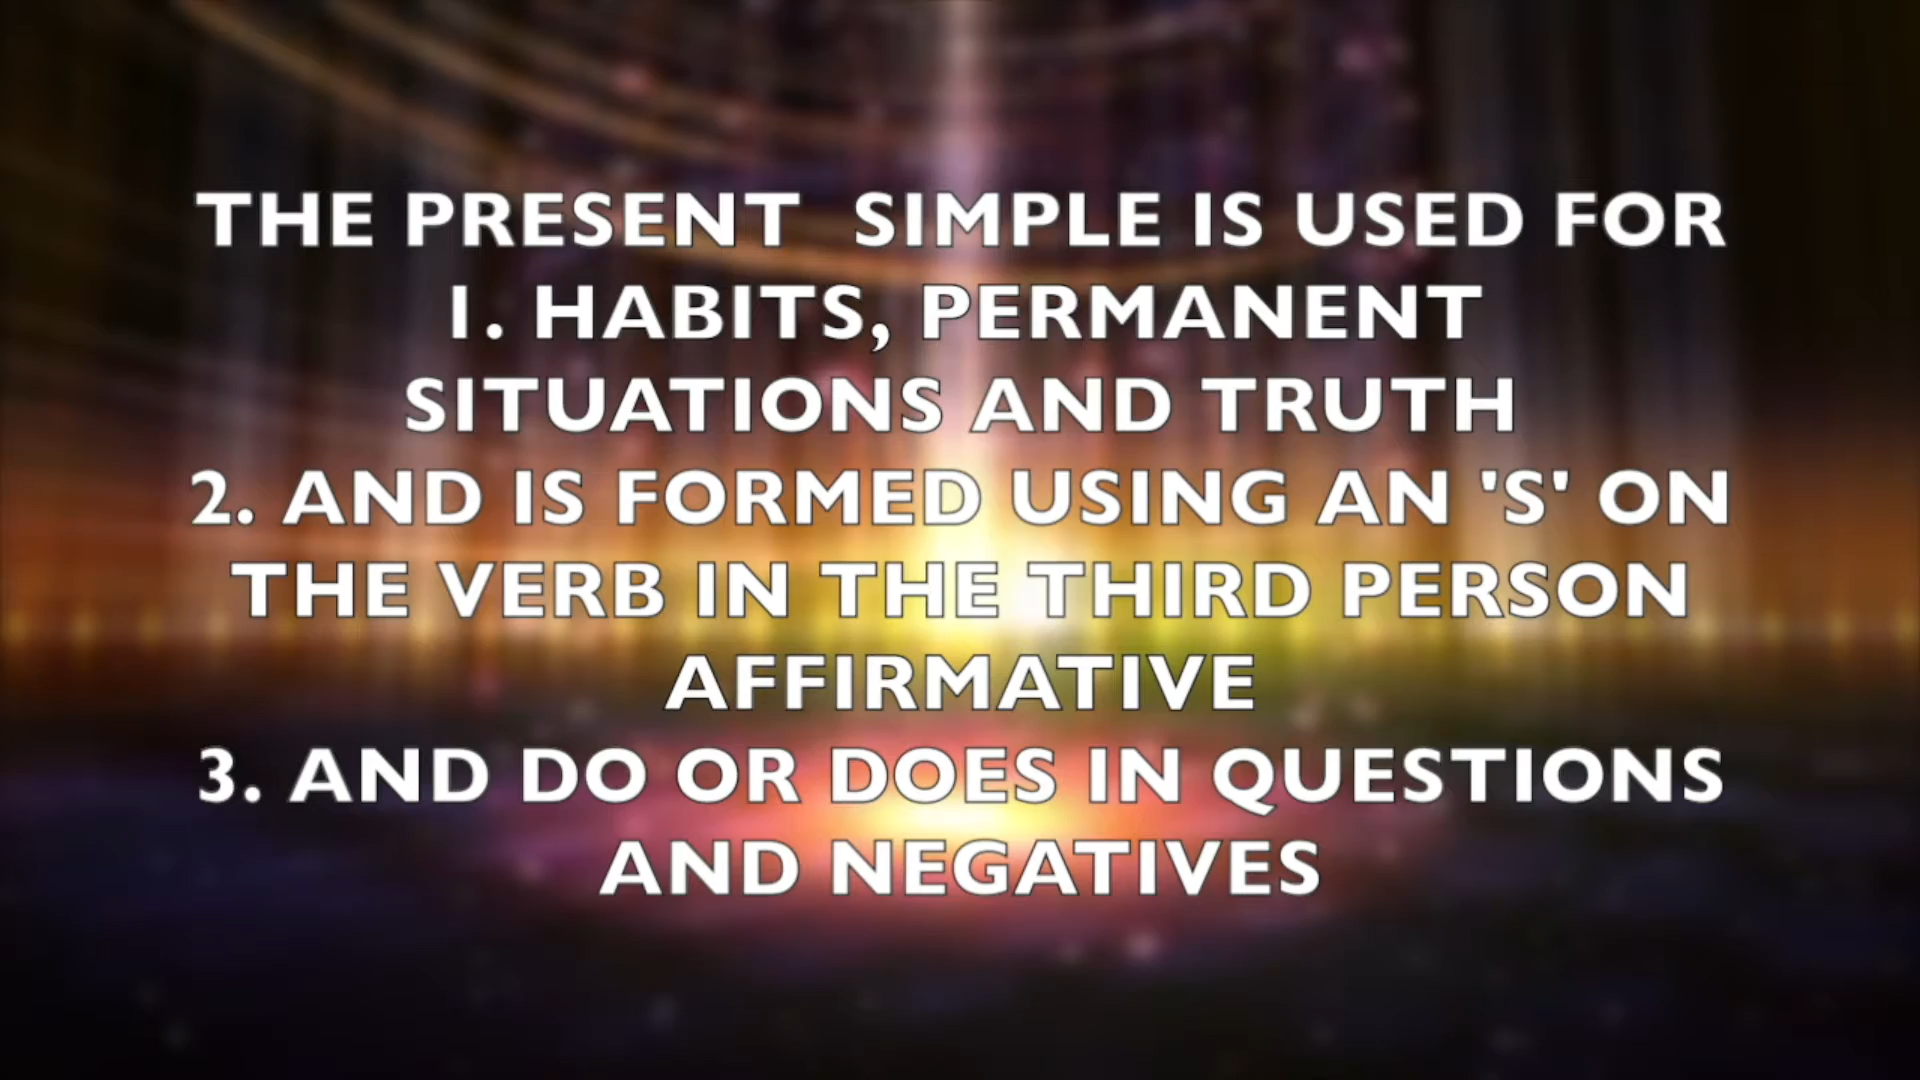 THE PRESENT  SIMPLE IS USED FOR
1. HABITS, PERMANENT
SITUATIONS AND TRUTH
2. AND IS FORMED USING AN 'S' ON
THE VERB IN THE THIRD PERSON
AFFIRMATIVE
3. AND DO OR DOES IN QUESTIONS
AND NEGATIVES